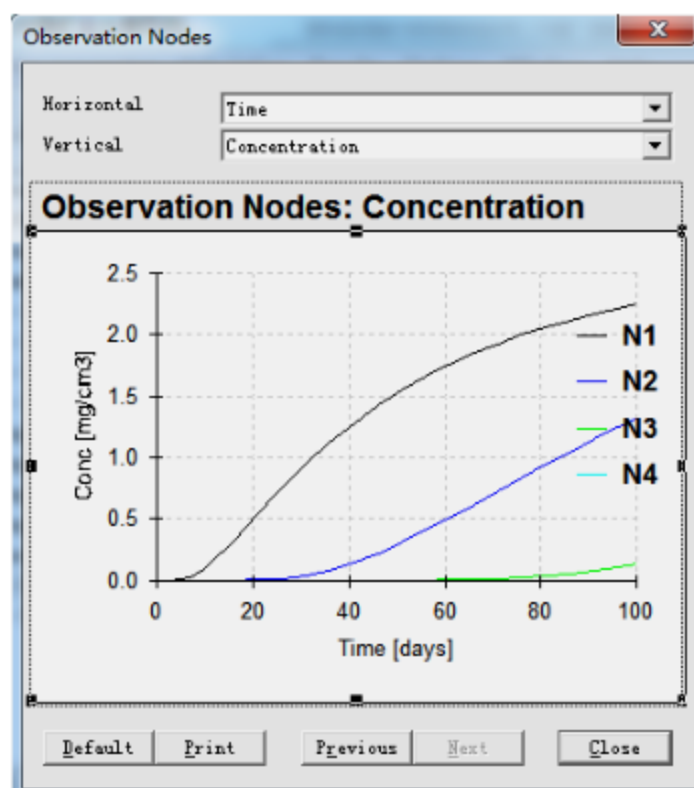 Observation Nodes
Horizontal Time
Vertical Concentration
Observation Nodes: Concentration
Conc [mg/cm3]
2.5
2.0
1.5
1.0
0.5
0.0
N1
N2
N3
N4
0 20 40 60 80 100
Time [days]
Default Print Previous Next Close